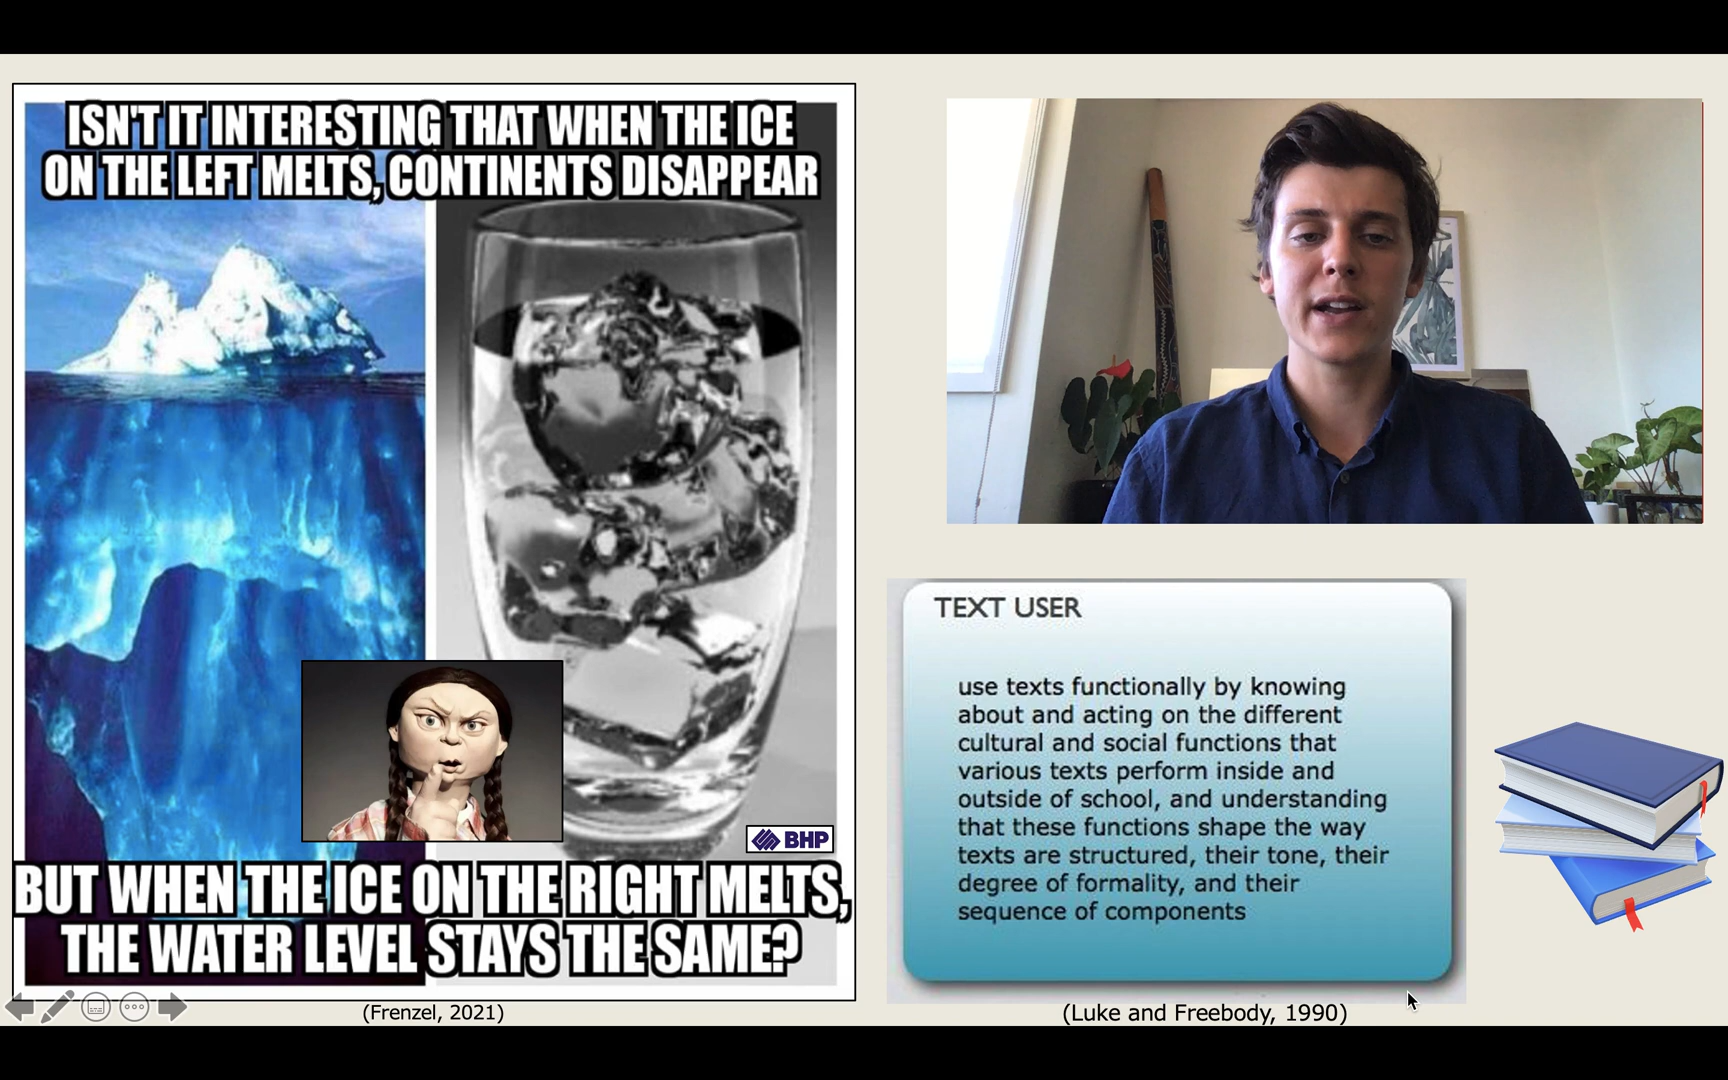 ISN'T IT INTERESTING THAT WHEN THE ICE
ON THE LEFT MELTS, CONTINENTS DISAPPEAR
BHP
BUT WHEN THE ICE ON THE RIGHT MELTS,
THE WATER LEVEL STAYS THE SAME?
(Frenzel, 2021)
TEXT USER
use texts functionally by knowing
about and acting on the different
cultural and social functions that
various texts perform inside and
outside of school, and understanding
that these functions shape the way
texts are structured, their tone, their
degree of formality, and their
sequence of components
(Luke and Freebody, 1990)